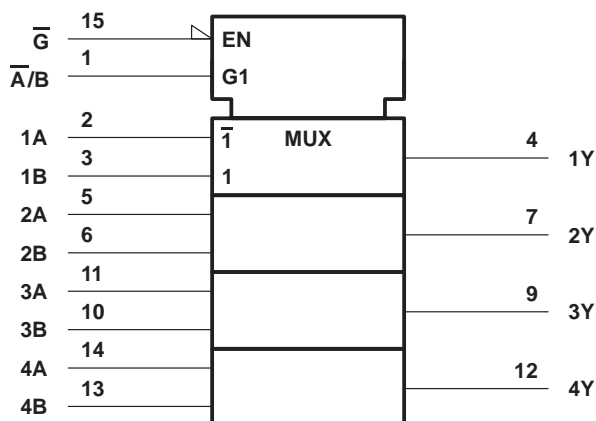 G̅ 15 EN
A̅/B 1 G1
1A 2 1̅ MUX 4 1Y
1B 3 1
2A 5 7 2Y
2B 6
3A 11 9 3Y
3B 10
4A 14 12 4Y
4B 13